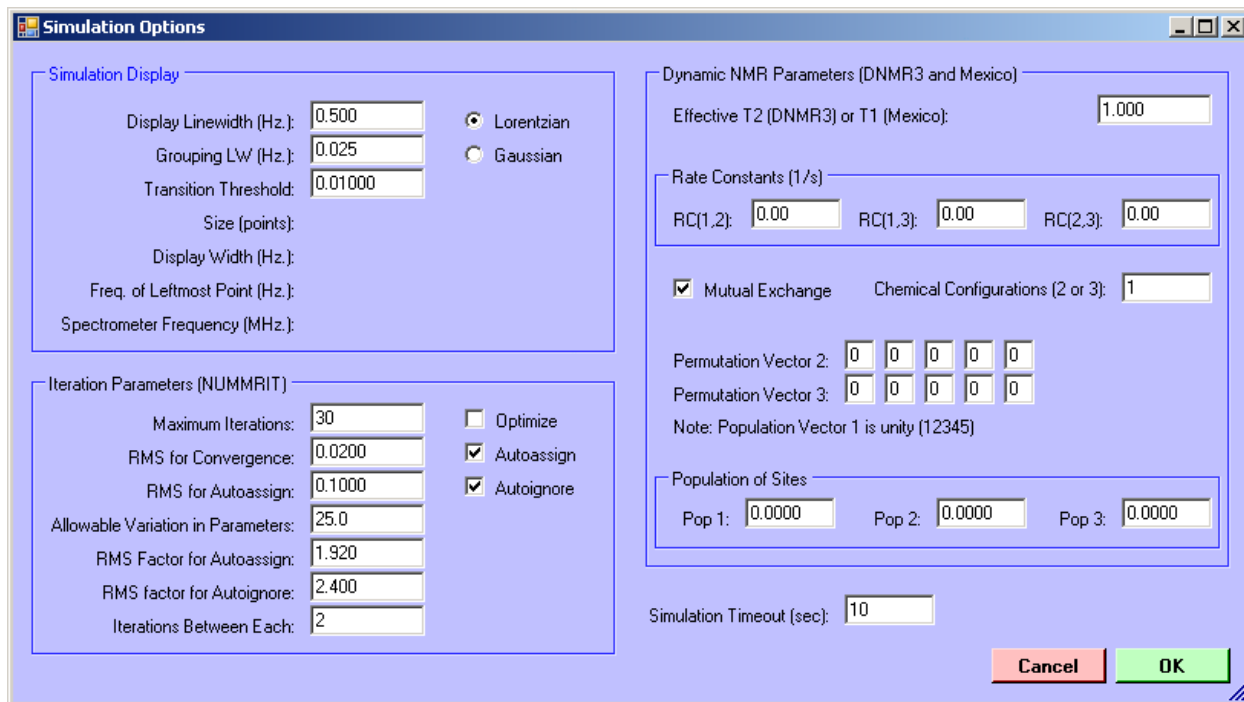 Simulation Options
Simulation Display
Display Linewidth (Hz.): 0.500 Lorentzian
Grouping LW (Hz.): 0.025 Gaussian
Transition Threshold: 0.01000
Size (points):
Display Width (Hz.):
Freq. of Leftmost Point (Hz.):
Spectrometer Frequency (MHz.):
Iteration Parameters (NUMMRIT)
Maximum Iterations: 30 Optimize
RMS for Convergence: 0.0200 Autoassign
RMS for Autoassign: 0.1000 Autoignore
Allowable Variation in Parameters: 25.0
RMS Factor for Autoassign: 1.920
RMS factor for Autoignore: 2.400
Iterations Between Each: 2
Dynamic NMR Parameters (DNMR3 and Mexico)
Effective T2 (DNMR3) or T1 (Mexico): 1.000
Rate Constants (1/s)
RC(1,2): 0.00 RC(1,3): 0.00 RC(2,3): 0.00
Mutual Exchange Chemical Configurations (2 or 3): 1
Permutation Vector 2: 0 0 0 0 0
Permutation Vector 3: 0 0 0 0 0
Note: Population Vector 1 is unity (12345)
Population of Sites
Pop 1: 0.0000 Pop 2: 0.0000 Pop 3: 0.0000
Simulation Timeout (sec): 10
Cancel OK